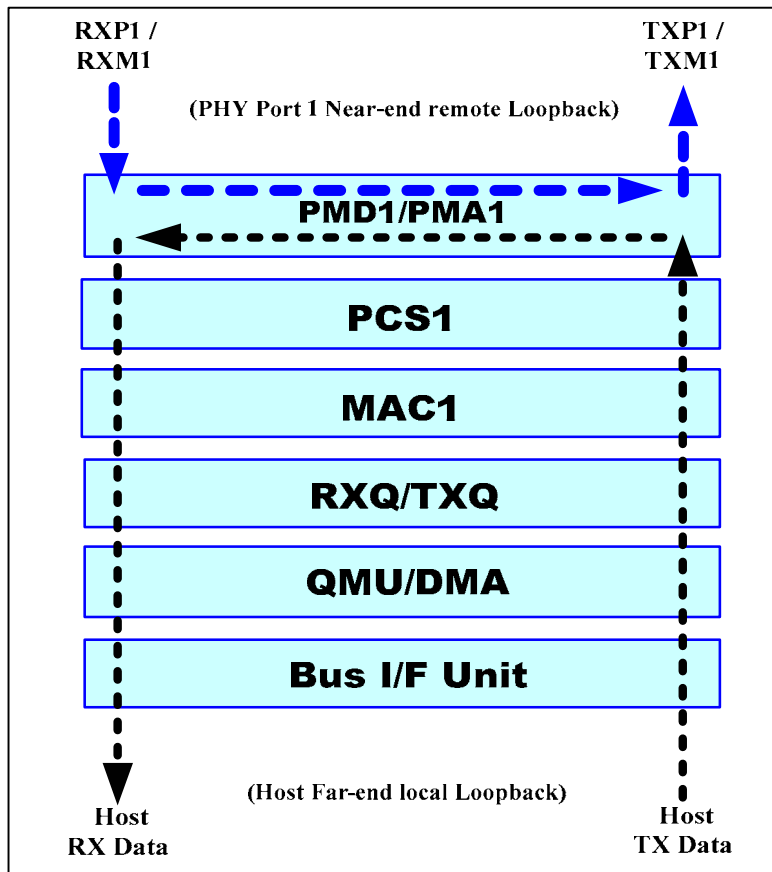 RXP1 /
RXM1
TXP1 /
TXM1
(PHY Port 1 Near-end remote Loopback)
PMD1/PMA1
PCS1
MAC1
RXQ/TXQ
QMU/DMA
Bus I/F Unit
(Host Far-end local Loopback)
Host
RX Data
Host
TX Data